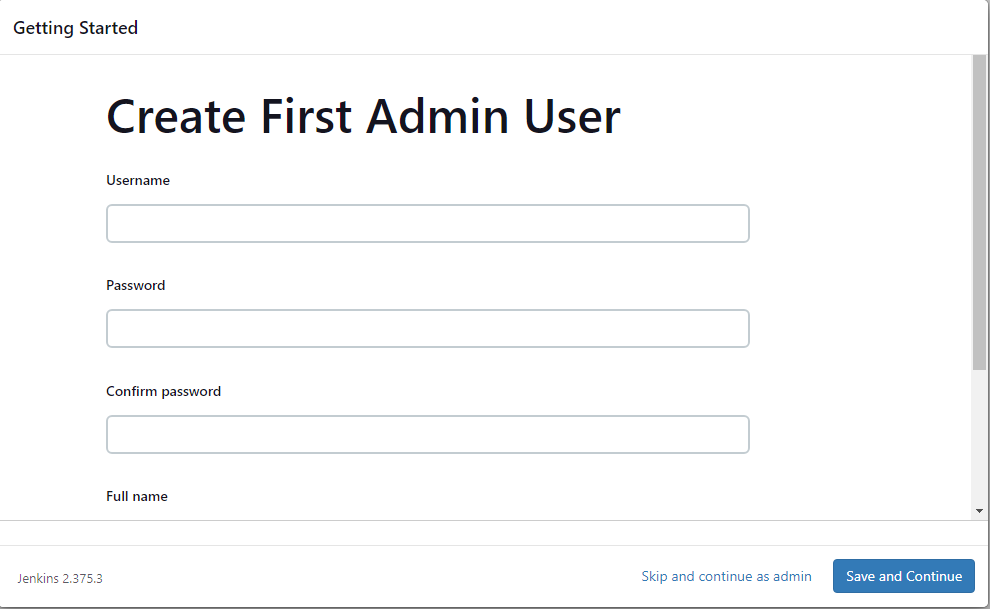 Getting Started
Create First Admin User
Username
Password
Confirm password
Full name
Jenkins 2.375.3
Skip and continue as admin
Save and Continue